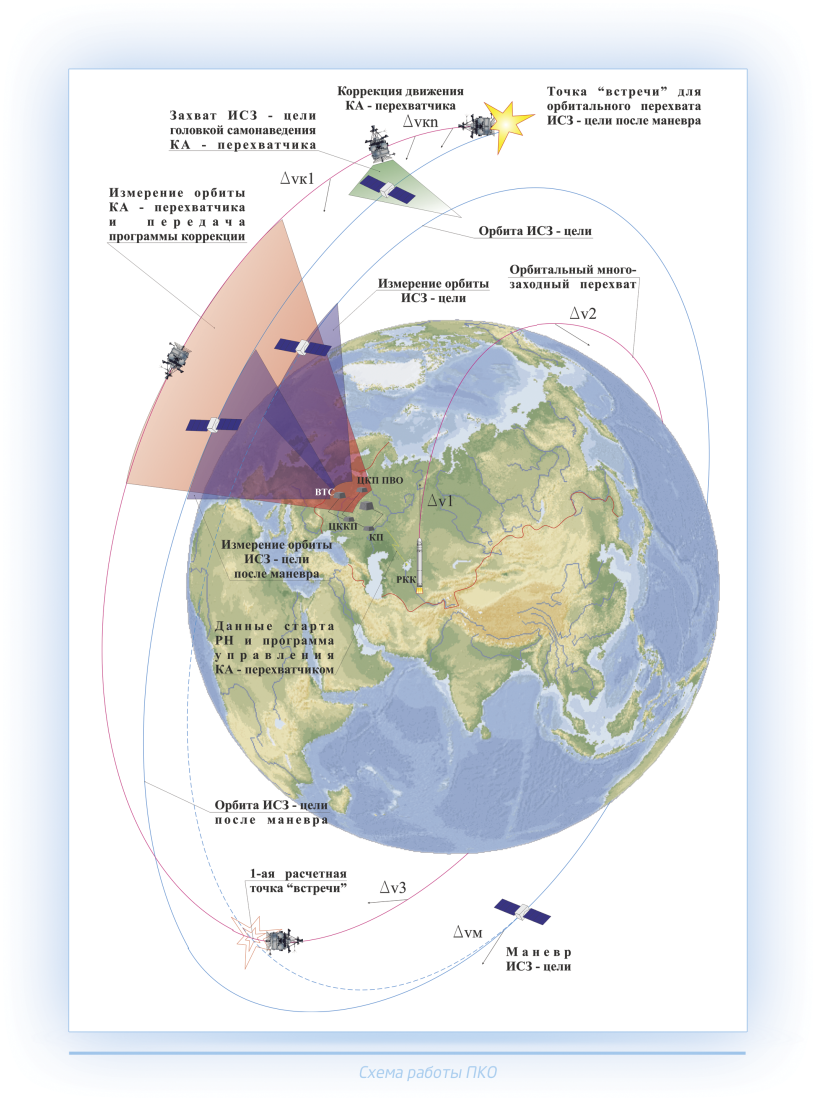 Коррекция движения
КА - перехватчика
Точка “встречи” для
орбитального перехвата
ИСЗ - цели после маневра
Захват ИСЗ - цели
головкой самонаведения
КА - перехватчика
Δvкn
Δvк1
Измерение орбиты
КА - перехватчика
и передача
программы коррекции
Орбита ИСЗ - цели
Измерение орбиты
ИСЗ - цели
Орбитальный много-
заходный перехват
Δv2
ЦКП ПВО
ВТС
Δv1
ЦККП
КП
Измерение орбиты
ИСЗ - цели
после маневра
РКК
Данные старта
РН и программа
управления
КА - перехватчиком
Орбита ИСЗ - цели
после маневра
1-ая расчетная
точка “встречи”
Δv3
Δvм
Маневр
ИСЗ - цели
Схема работы ПКО